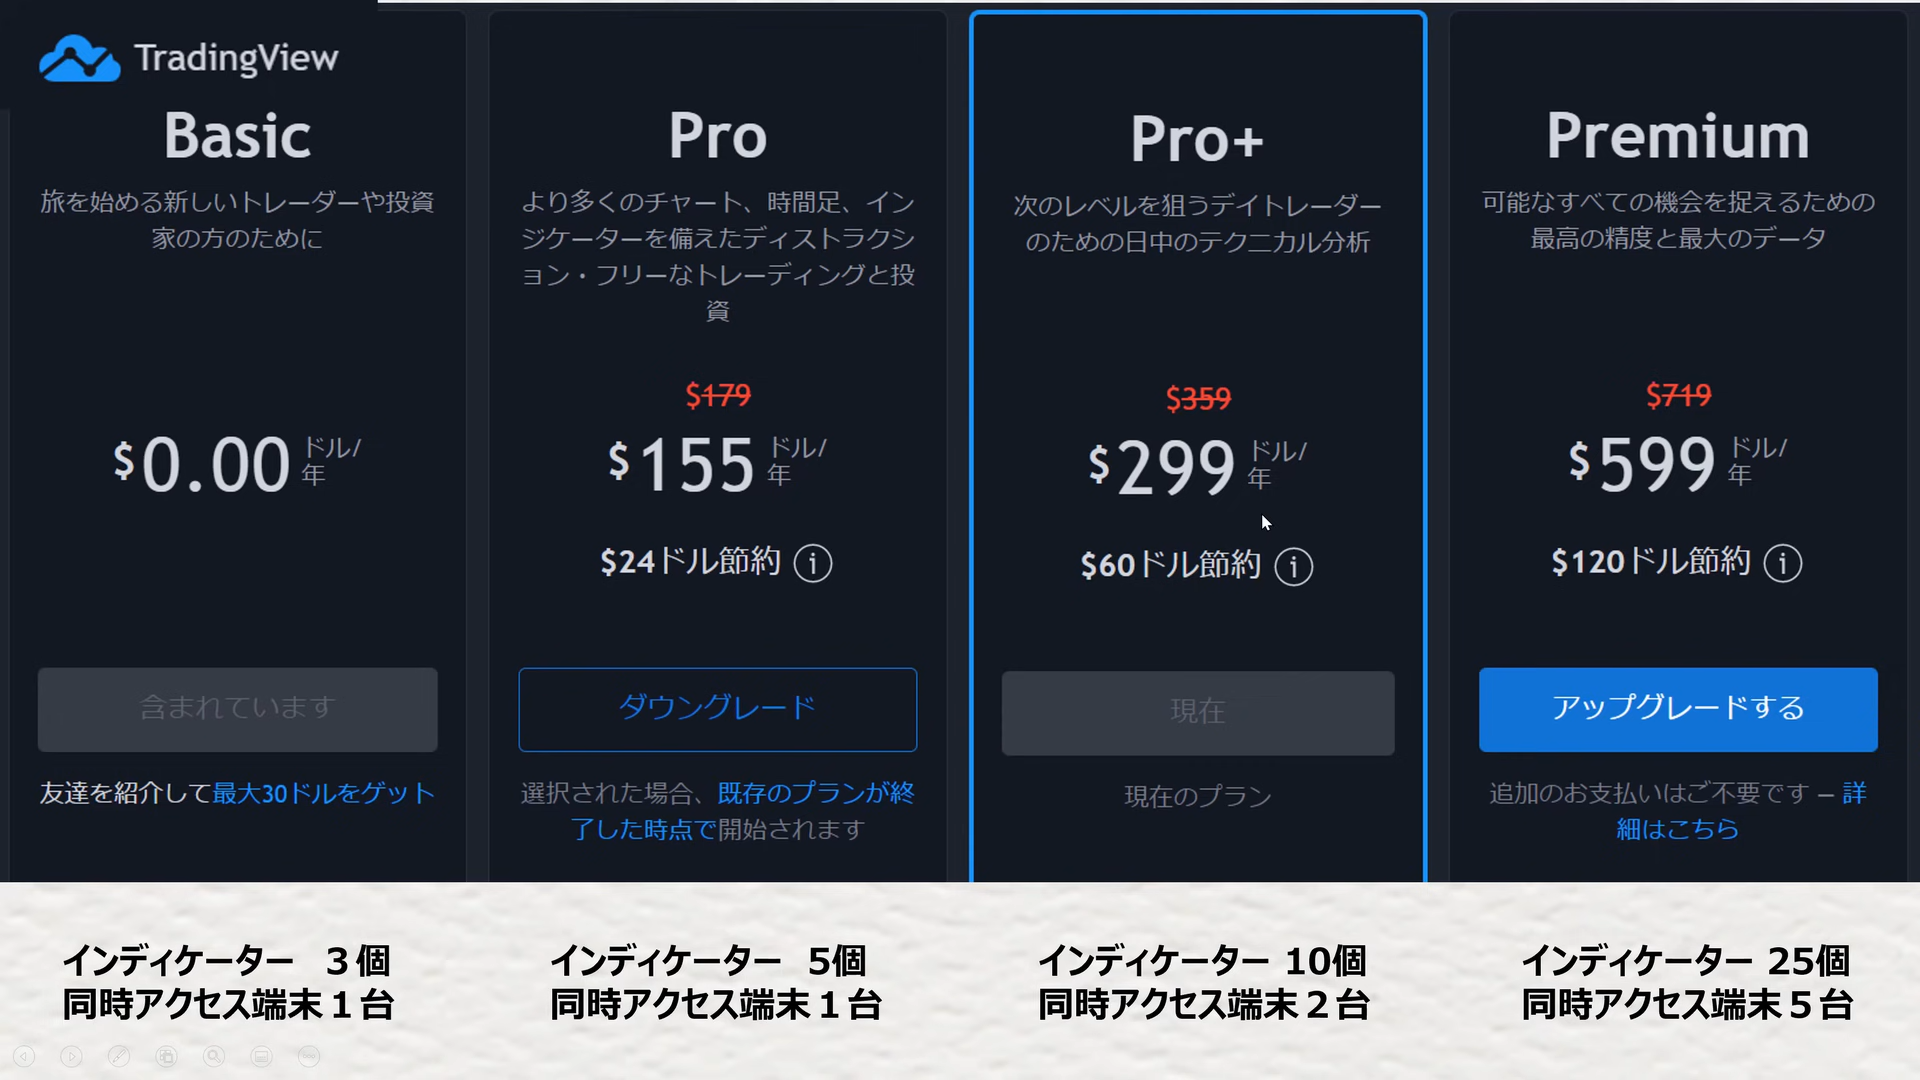 TradingView
Basic
旅を始める新しいトレーダーや投資
家の方のために
$0.00 ドル/
年
含まれています
友達を紹介して最大30ドルをゲット
Pro
より多くのチャート、時間足、イン
ジケーターを備えたディストラクシ
ョン・フリーなトレーディングと投
資
$179
$155 ドル/
年
$24ドル節約
ダウングレード
選択された場合、既存のプランが終
了した時点で開始されます
Pro+
次のレベルを狙うデイトレーダー
のための日中のテクニカル分析
$359
$299 ドル/
年
$60ドル節約
現在
現在のプラン
Premium
可能なすべての機会を捉えるための
最高の精度と最大のデータ
$719
$599 ドル/
年
$120ドル節約
アップグレードする
追加のお支払いはご不要です – 詳
細はこちら
インディケーター ３個
同時アクセス端末１台
インディケーター 5個
同時アクセス端末１台
インディケーター 10個
同時アクセス端末２台
インディケーター 25個
同時アクセス端末５台